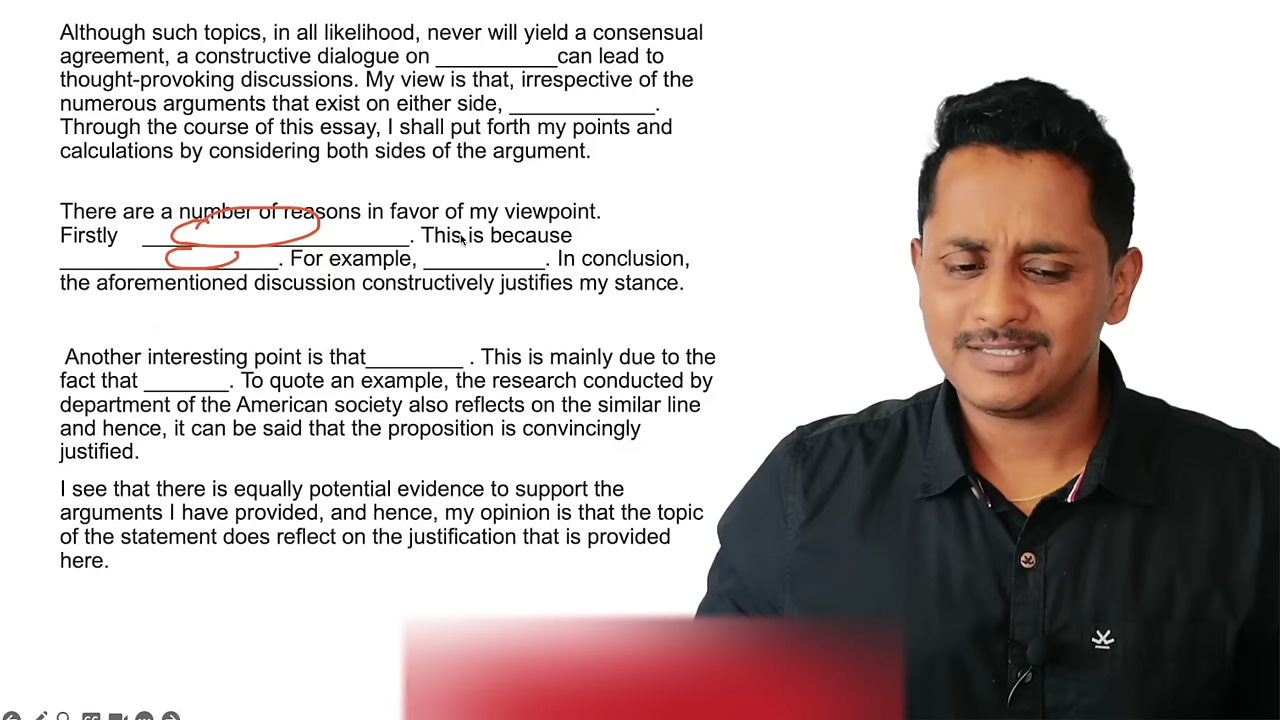 Although such topics, in all likelihood, never will yield a consensual
agreement, a constructive dialogue on __________can lead to
thought-provoking discussions. My view is that, irrespective of the
numerous arguments that exist on either side, ____________.
Through the course of this essay, I shall put forth my points and
calculations by considering both sides of the argument.
There are a number of reasons in favor of my viewpoint.
Firstly ______________________. This is because
__________________. For example, __________. In conclusion,
the aforementioned discussion constructively justifies my stance.
Another interesting point is that________ . This is mainly due to the
fact that _______. To quote an example, the research conducted by
department of the American society also reflects on the similar line
and hence, it can be said that the proposition is convincingly
justified.
I see that there is equally potential evidence to support the
arguments I have provided, and hence, my opinion is that the topic
of the statement does reflect on the justification that is provided
here.